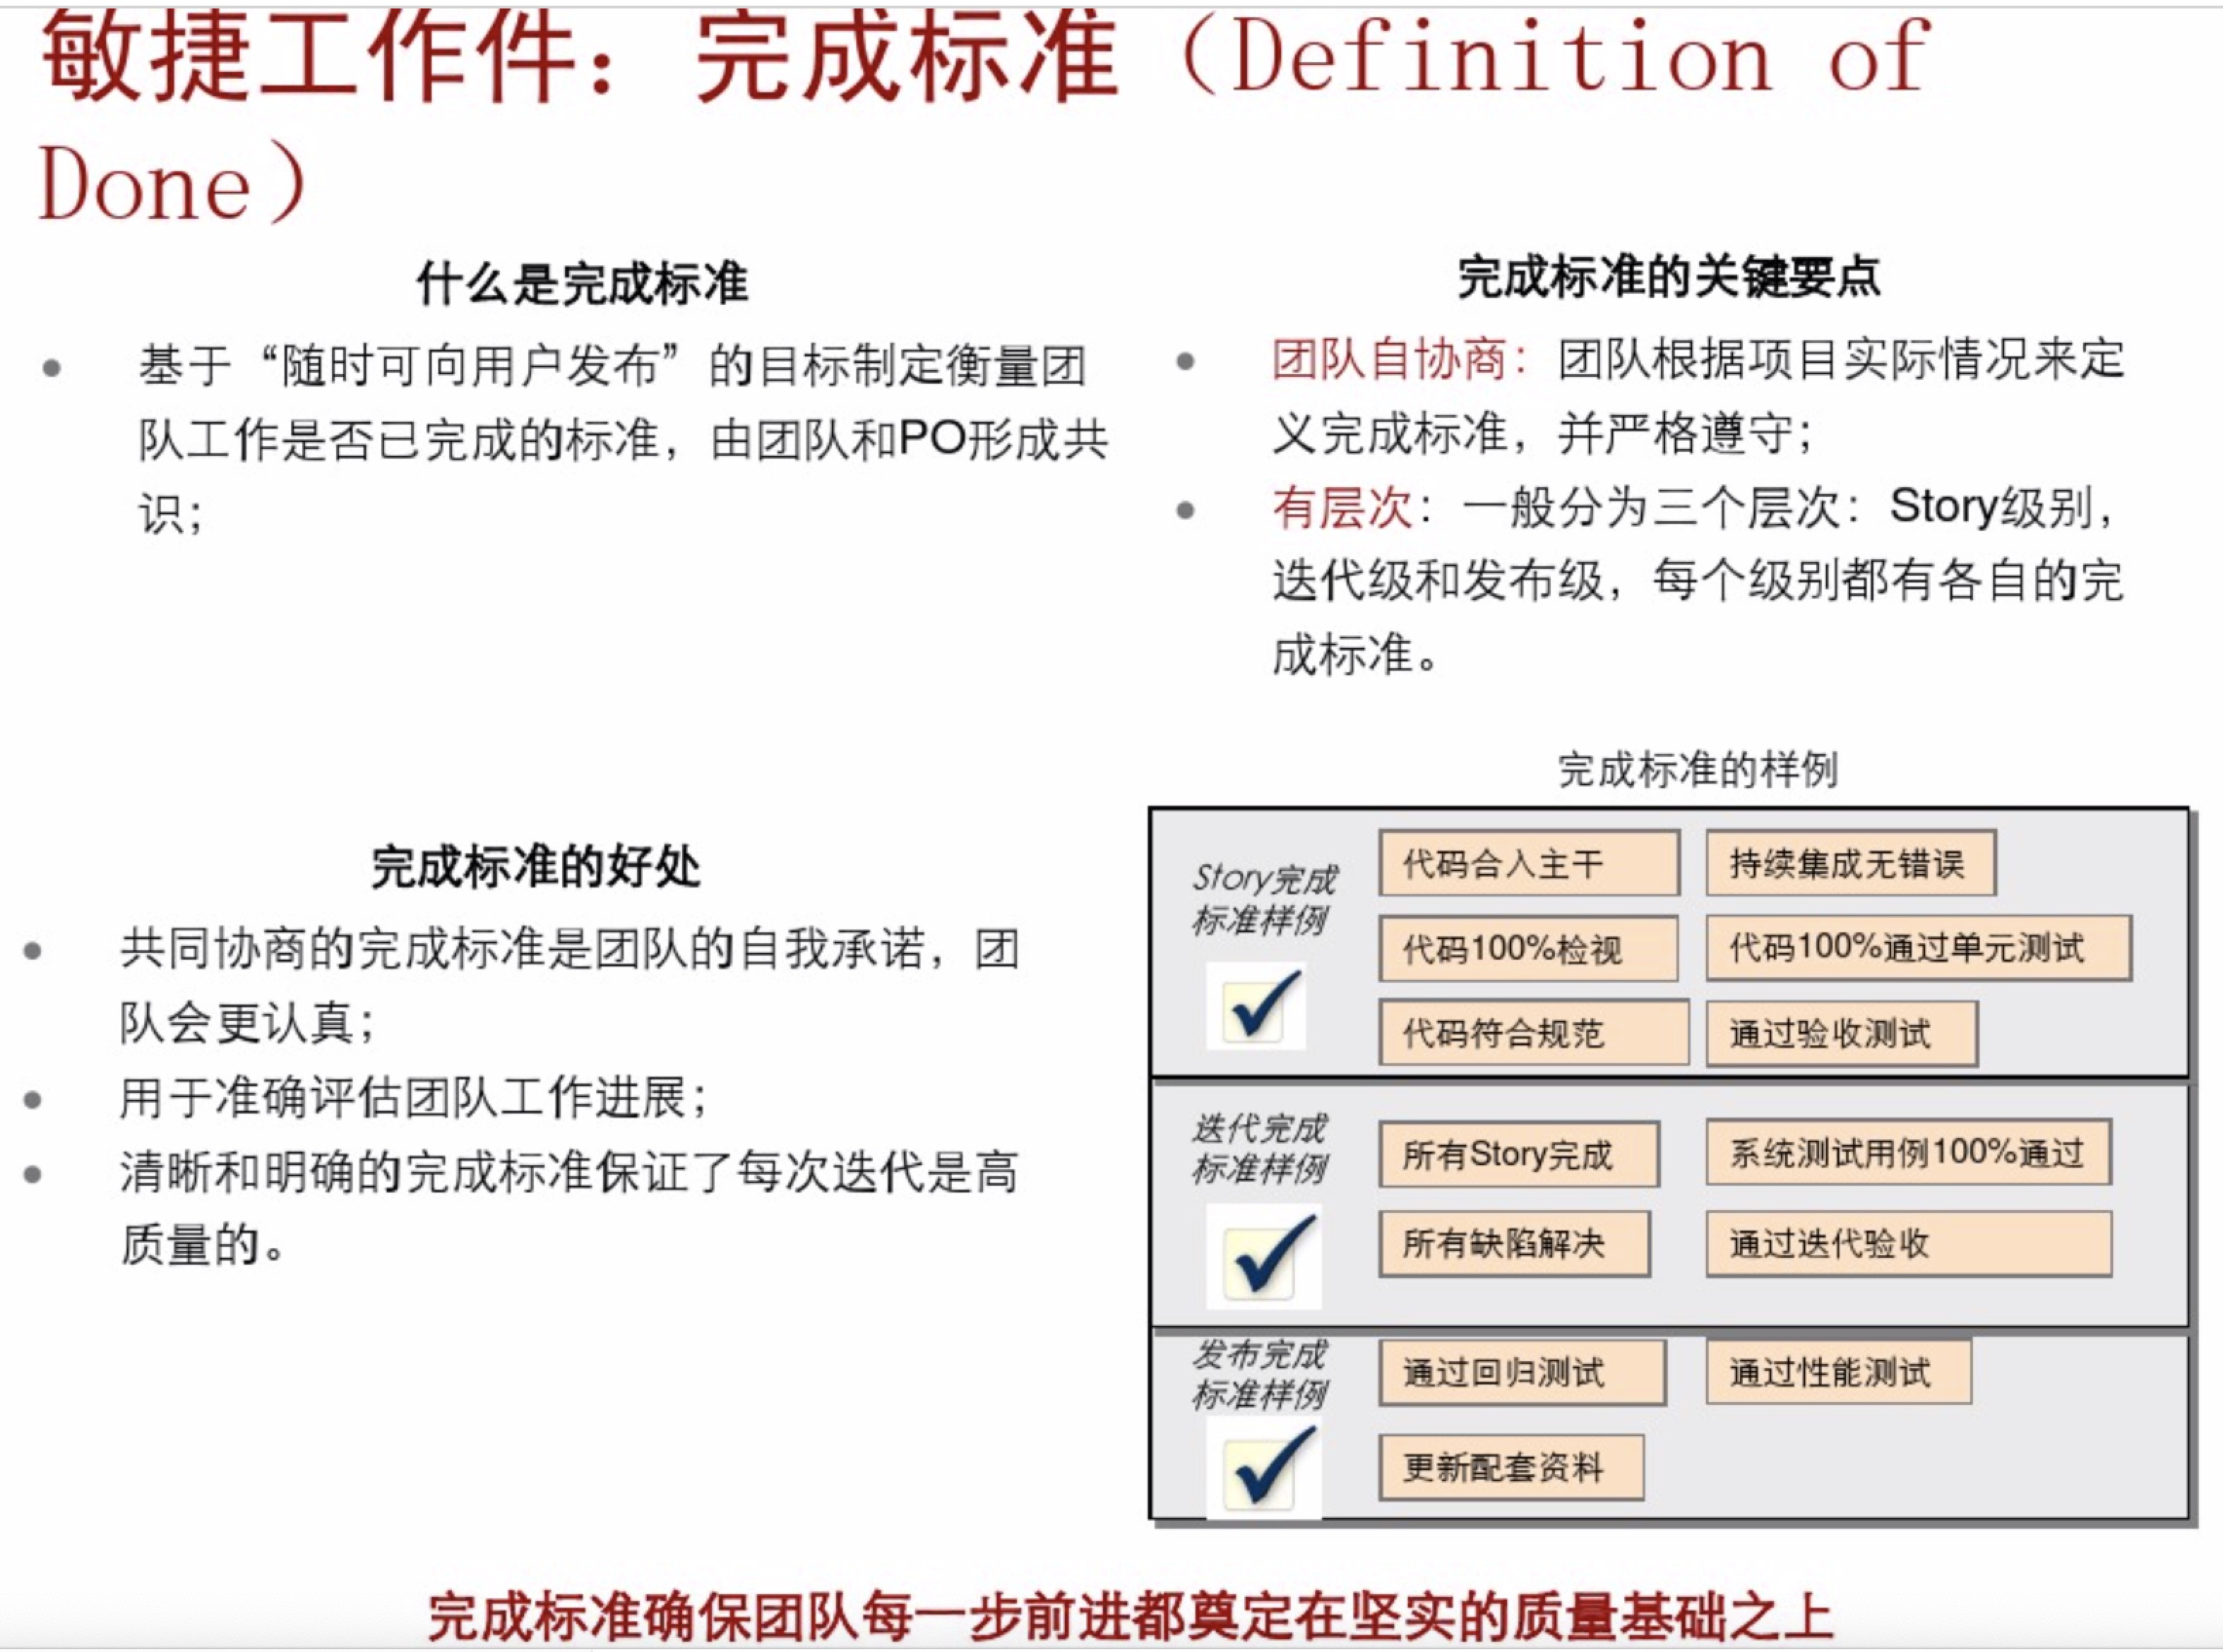 敏捷工作件：完成标准（Definition of
Done）
什么是完成标准
基于“随时可向用户发布”的目标制定衡量团
队工作是否已完成的标准，由团队和PO形成共
识；
完成标准的关键要点
团队自协商：团队根据项目实际情况来定
义完成标准，并严格遵守；
有层次：一般分为三个层次：Story级别，
迭代级和发布级，每个级别都有各自的完
成标准。
完成标准的好处
共同协商的完成标准是团队的自我承诺，团
队会更认真；
用于准确评估团队工作进展；
清晰和明确的完成标准保证了每次迭代是高
质量的。
完成标准的样例
Story完成
标准样例
代码合入主干
持续集成无错误
代码100%检视
代码100%通过单元测试
代码符合规范
通过验收测试
迭代完成
标准样例
所有Story完成
系统测试用例100%通过
所有缺陷解决
通过迭代验收
发布完成
标准样例
通过回归测试
通过性能测试
更新配套资料
完成标准确保团队每一步前进都奠定在坚实的质量基础之上